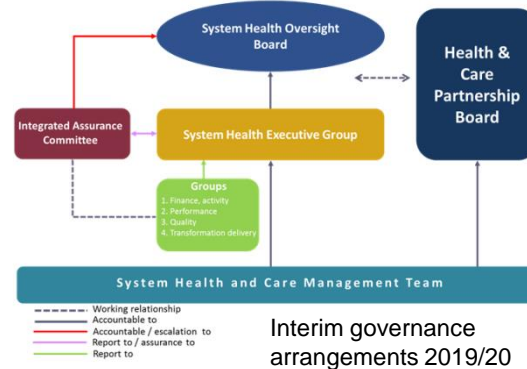 System Health Oversight
Board
Health &
Care
Partnership
Board
Integrated Assurance
Committee
System Health Executive Group
Groups
1. Finance, activity
2. Performance
3. Quality
4. Transformation delivery
System Health and Care Management Team
Working relationship
Accountable to
Accountable / escalation to
Report to / assurance to
Report to
Interim governance
arrangements 2019/20